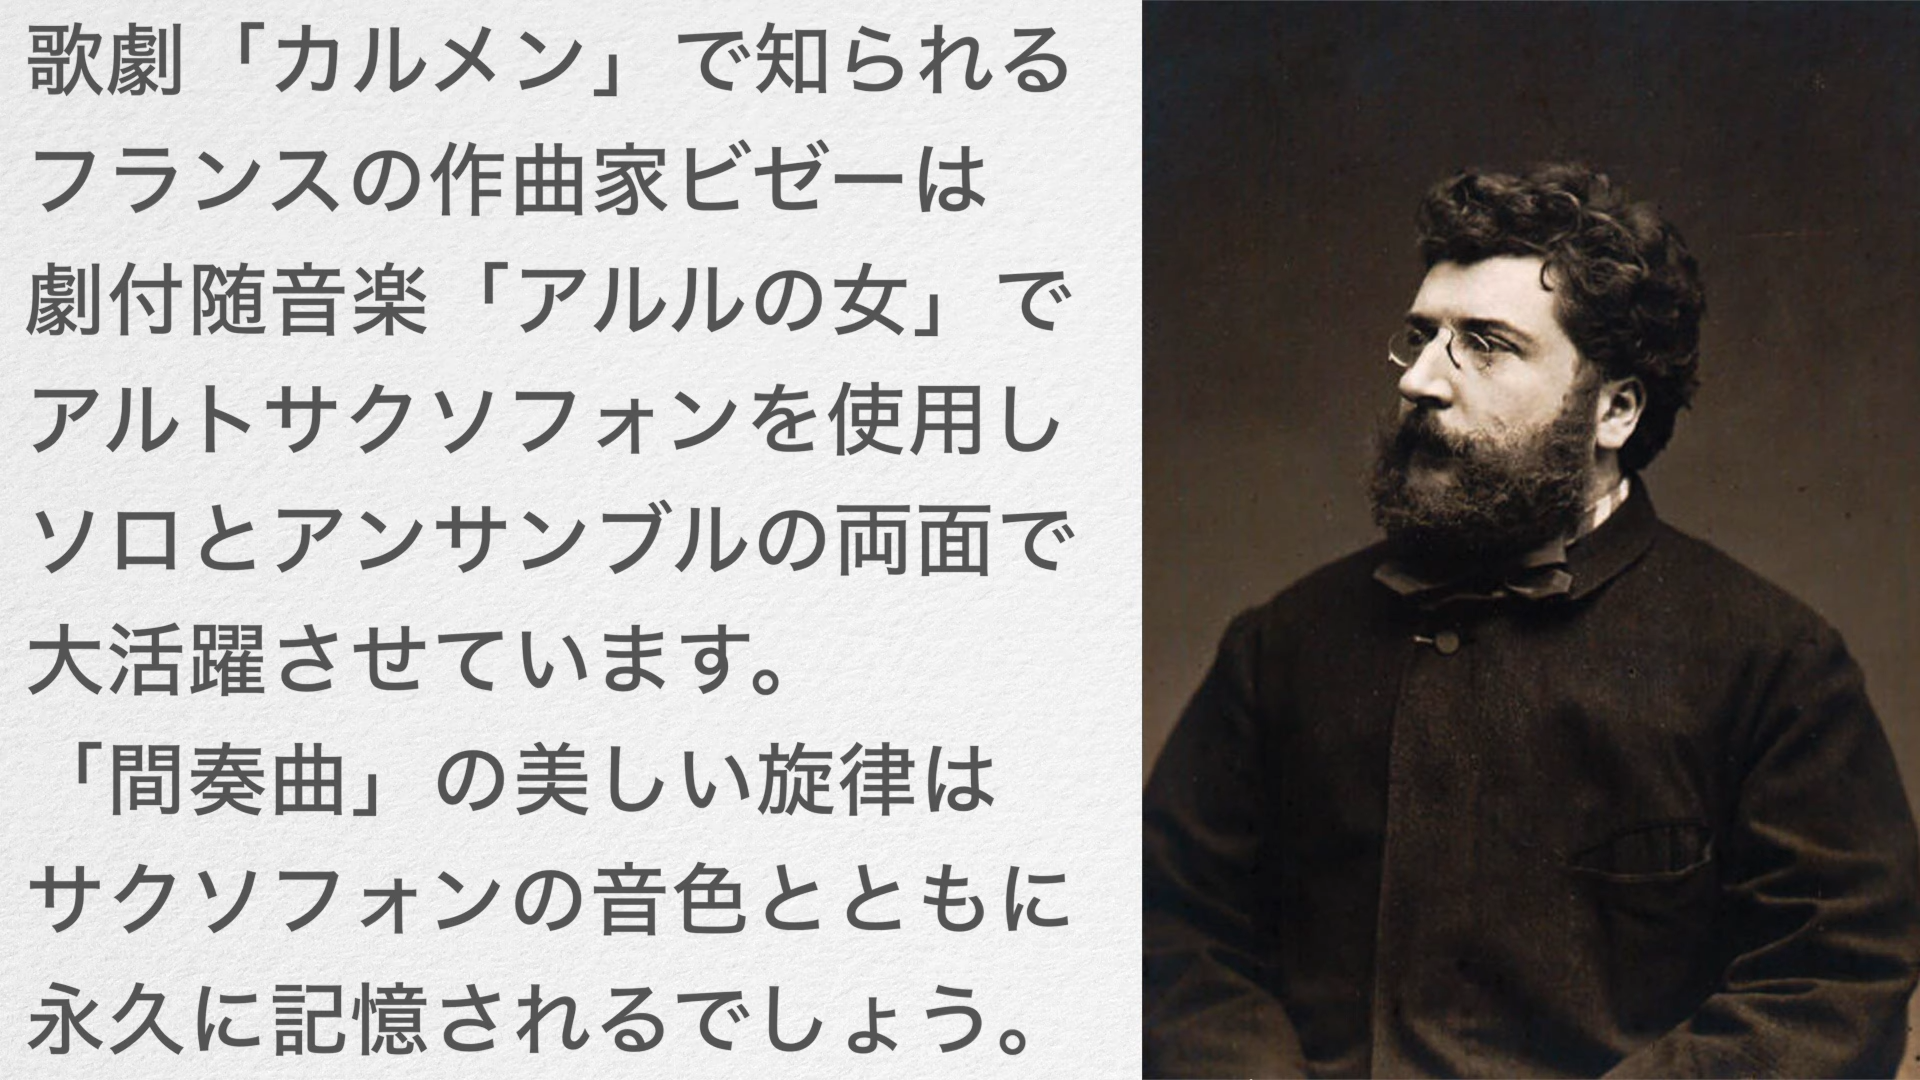 歌劇「カルメン」で知られる
フランスの作曲家ビゼーは
劇付随音楽「アルルの女」で
アルトサクソフォンを使用し
ソロとアンサンブルの両面で
大活躍させています。
「間奏曲」の美しい旋律は
サクソフォンの音色とともに
永久に記憶されるでしょう。